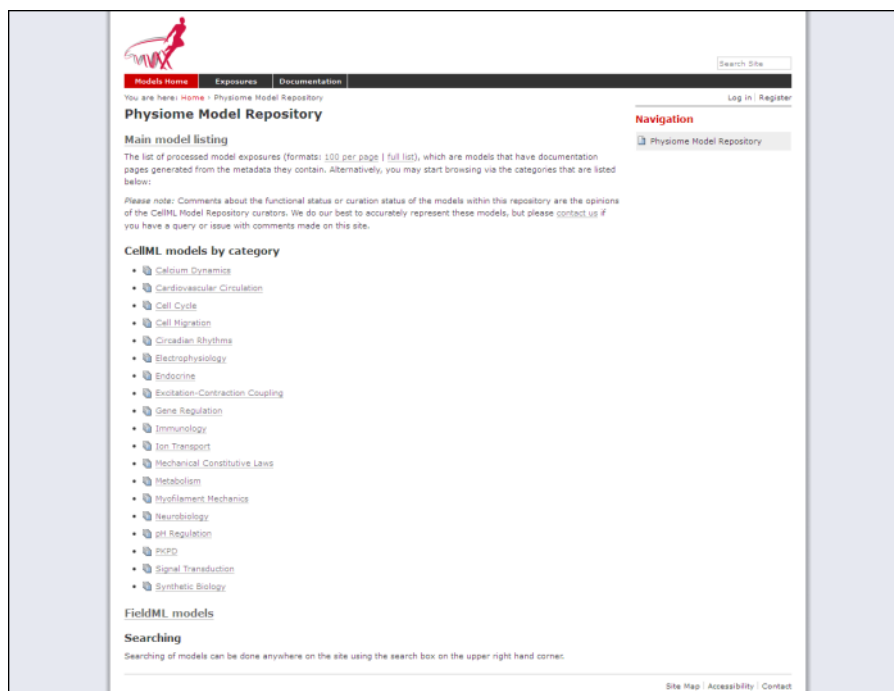 Search Site
Models Home Exposures Documentation
You are here: Home › Physiome Model Repository
Log in | Register
Physiome Model Repository
Navigation
Physiome Model Repository
Main model listing
The list of processed model exposures (formats: 100 per page | full list), which are models that have documentation
pages generated from the metadata they contain. Alternatively, you may start browsing via the categories that are listed
below:
Please note: Comments about the functional status or curation status of the models within this repository are the opinions
of the CellML Model Repository curators. We do our best to accurately represent these models, but please contact us if
you have a query or issue with comments made on this site.
CellML models by category
• Calcium Dynamics
• Cardiovascular Circulation
• Cell Cycle
• Cell Migration
• Circadian Rhythms
• Electrophysiology
• Endocrine
• Excitation-Contraction Coupling
• Gene Regulation
• Immunology
• Ion Transport
• Mechanical Constitutive Laws
• Metabolism
• Myofilament Mechanics
• Neurobiology
• pH Regulation
• PKPD
• Signal Transduction
• Synthetic Biology
FieldML models
Searching
Searching of models can be done anywhere on the site using the search box on the upper right hand corner.
Site Map | Accessibility | Contact